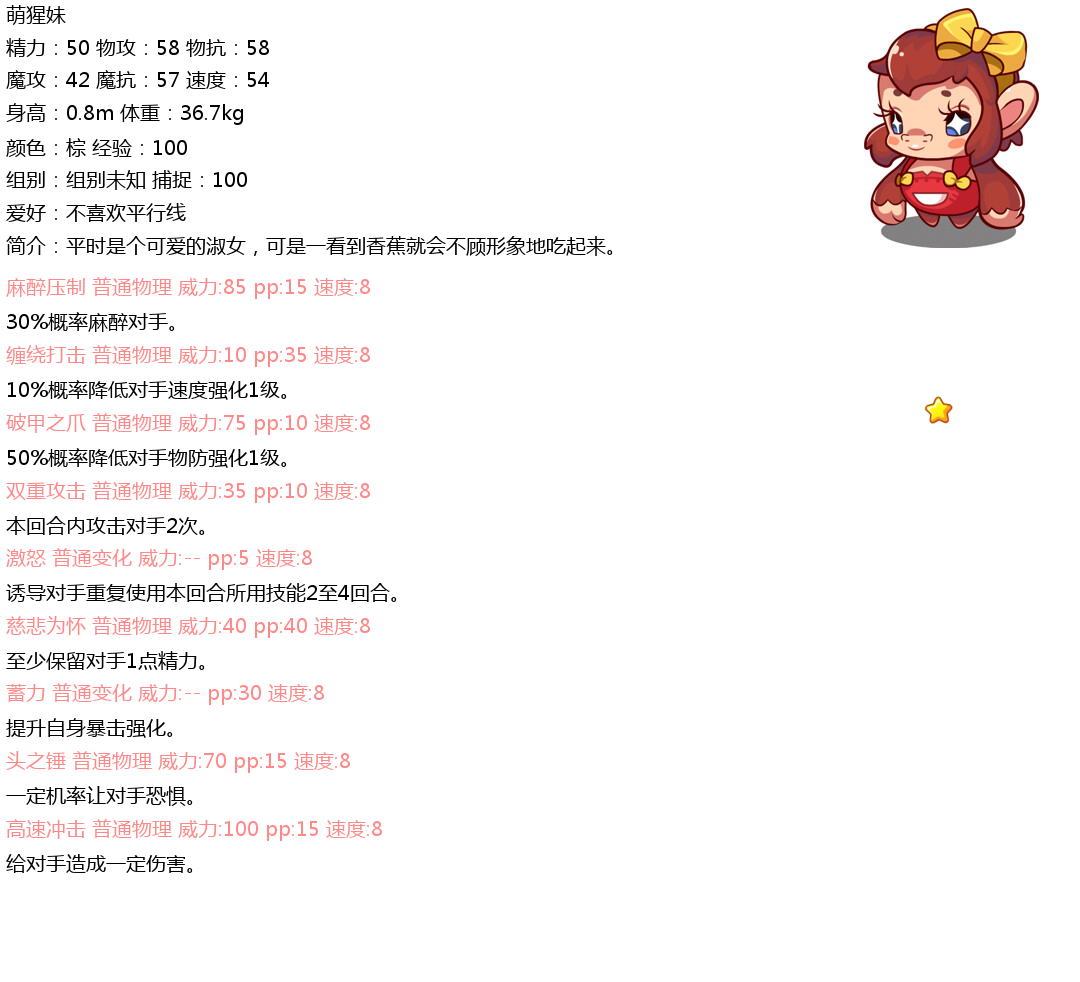 萌猩妹
精力：50 物攻：58 物抗：58
魔攻：42 魔抗：57 速度：54
身高：0.8m 体重：36.7kg
颜色：棕 经验：100
组别：组别未知 捕捉：100
爱好：不喜欢平行线
简介：平时是个可爱的淑女，可是一看到香蕉就会不顾形象地吃起来。
麻醉压制 普通物理 威力:85 pp:15 速度:8
30%概率麻醉对手。
缠绕打击 普通物理 威力:10 pp:35 速度:8
10%概率降低对手速度强化1级。
破甲之爪 普通物理 威力:75 pp:10 速度:8
50%概率降低对手物防强化1级。
双重攻击 普通物理 威力:35 pp:10 速度:8
本回合内攻击对手2次。
激怒 普通变化 威力:-- pp:5 速度:8
诱导对手重复使用本回合所用技能2至4回合。
慈悲为怀 普通物理 威力:40 pp:40 速度:8
至少保留对手1点精力。
蓄力 普通变化 威力:-- pp:30 速度:8
提升自身暴击强化。
头之锤 普通物理 威力:70 pp:15 速度:8
一定机率让对手恐惧。
高速冲击 普通物理 威力:100 pp:15 速度:8
给对手造成一定伤害。